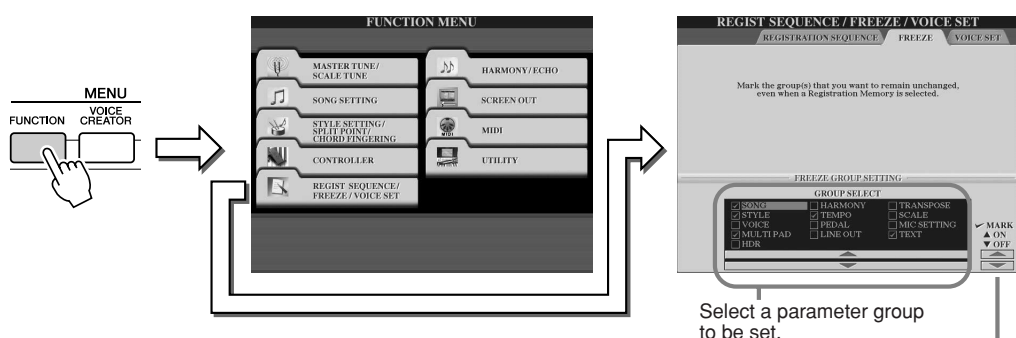 MENU
FUNCTION
VOICE
CREATOR
FUNCTION MENU
MASTER TUNE/
SCALE TUNE
SONG SETTING
STYLE SETTING/
SPLIT POINT/
CHORD FINGERING
CONTROLLER
REGIST SEQUENCE/
FREEZE / VOICE SET
HARMONY/ECHO
SCREEN OUT
MIDI
MIDI
UTILITY
REGIST SEQUENCE / FREEZE / VOICE SET
REGISTRATION SEQUENCE
FREEZE
VOICE SET
Mark the group(s) that you want to remain unchanged,
even when a Registration Memory is selected.
FREEZE GROUP SETTING
GROUP SELECT
SONG
STYLE
VOICE
MULTI PAD
HDR
HARMONY
TEMPO
PEDAL
LINE OUT
TRANSPOSE
SCALE
MIC SETTING
TEXT
✓ MARK
▲ ON
▼ OFF
Select a parameter group
to be set.